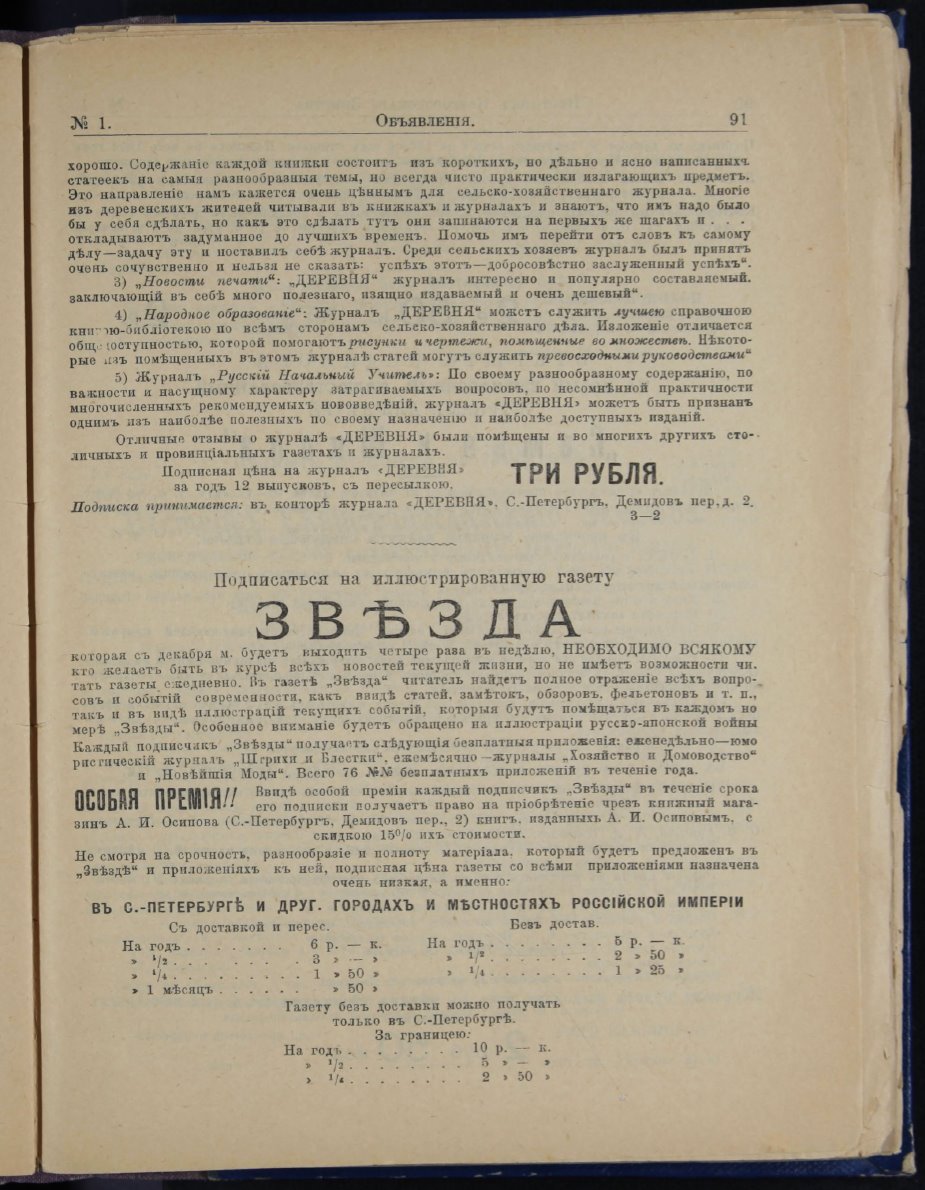 № 1.
Объявленія.
91
хорошо. Содержаніе каждой книжки состоитъ изъ короткихъ, но дѣльно и ясно написанныхъ
статеекъ на самыя разнообразныя темы, но всегда чисто практически излагающихъ предметъ.
Это направленіе намъ кажется очень цѣннымъ для сельско-хозяйственнаго журнала. Многіе
изъ деревенскихъ жителей читывали въ книжкахъ и журналахъ и знаютъ, что имъ надо было
бы у себя сдѣлать, но какъ это сдѣлать тутъ они запинаются на первыхъ же шагахъ и . . .
откладываютъ задуманное до лучшихъ временъ. Помочь имъ перейти отъ словъ къ самому
дѣлу—задачу эту и поставилъ себѣ журналъ. Среди сельскихъ хозяевъ журналъ былъ принятъ
очень сочувственно и нельзя не сказать: успѣхъ этотъ—добросовѣстно заслуженный успѣхъ“.
3) „Новости печати“: „ДЕРЕВНЯ“ журналъ интересно и популярно составляемый,
заключающій въ себѣ много полезнаго, изящно издаваемый и очень дешевый“.
4) „Народное образованіе“: Журналъ „ДЕРЕВНЯ“ можетъ служить лучшею справочною
книгою-библіотекою по всѣмъ сторонамъ сельско-хозяйственнаго дѣла. Изложеніе отличается
общедоступностью, которой помогаютъ рисунки и чертежи, помѣщенные во множествѣ. Нѣкото-
рые изъ помѣщенныхъ въ этомъ журналѣ статей могутъ служить превосходными руководствами“
5) Журналъ „Русскій Начальный Учитель»: По своему разнообразному содержанію, по
важности и насущному характеру затрагиваемыхъ вопросовъ, по несомнѣнной практичности
многочисленныхъ рекомендуемыхъ нововведѣній, журналъ «ДЕРЕВНЯ» можетъ быть признанъ
однимъ изъ наиболѣе полезныхъ по своему назначенію и наиболѣе доступныхъ изданій.
Отличные отзывы о журналѣ «ДЕРЕВНЯ» были помѣщены и во многихъ другихъ сто-
личныхъ и провинціальныхъ газетахъ и журналахъ.
Подписная цѣна на журналъ «ДЕРЕВНЯ»
за годъ 12 выпусковъ, съ пересылкою,
ТРИ РУБЛЯ.
Подписка принимается: въ конторѣ журнала «ДЕРЕВНЯ», С.-Петербургъ, Демидов пер. д. 2.
3—2
Подписаться на иллюстрированную газету
ЗВѢЗДА
которая съ декабря м. будетъ выходить четыре раза въ недѣлю, НЕОБХОДИМО ВСЯКОМУ
кто желаетъ быть въ курсѣ всѣхъ новостей текущей жизни, но не имѣетъ возможности чи.
тать газеты ежедневно. Въ газетѣ „Звѣзда“ читатель найдетъ полное отраженіе всѣхъ вопро-
совъ и событій современности, какъ ввидѣ статей, замѣтокъ, обзоровъ, фельетоновъ и т. п.,
такъ и въ видѣ иллюстрацій текущихъ событій, которыя будутъ помѣщаться въ каждомъ но
мерѣ „Звѣзды“. Особенное вниманіе будетъ обращено на иллюстраціи русско-японской войны
Каждый подписчикъ „Звѣзды“ получаетъ слѣдующія безплатныя приложенія: еженедѣльно—юмо
ристическій журналъ „Штрихи и Блестки“, ежемѣсячно—журналы „Хозяйство и Домоводство“
и „Новѣйшія Моды“. Всего 76 №№ безплатныхъ приложеній въ теченіе года.
ОСОБАЯ ПРЕМІЯ!!
Ввидѣ особой преміи каждый подписчикъ „Звѣзды“ въ теченіе срока
его подписки получаетъ право на пріобрѣтеніе чрезъ книжный мага-
зинъ А. И. Осипова (С.-Петербургъ, Демидовъ пер., 2) книгъ, изданныхъ А. И. Осиповымъ, с
скидкою 15% ихъ стоимости.
Не смотря на срочность, разнообразіе и полноту матеріала, который будетъ предложенъ въ
„Звѣздѣ“ и приложеніяхъ къ ней, подписная цѣна газеты со всѣми приложеніями назначена
очень низкая, а именно:
ВЪ С.-ПЕТЕРБУРГѢ И ДРУГ. ГОРОДАХЪ И МѢСТНОСТЯХЪ РОССІЙСКОЙ ИМПЕРІИ
Съ доставкой и перес.
На годъ . . . . . . . 6 р. — к.
» 1/2 . . . . . . . . . 3 » — »
» 1/4 . . . . . . . . . 1 » 50 »
» 1 мѣсяцъ . . . . . . » 50 »
Безъ достав.
На годъ . . . . . . . . 5 р. — к.
» 1/2 . . . . . . . . 2 » 50 »
» 1/4 . . . . . . . . 1 » 25 »
Газету безъ доставки можно получать
только въ С.-Петербургѣ.
За границею:
На годъ . . . . . . . . 10 р. — к.
» 1/2 . . . . . . . . 5 » — »
» 1/4 . . . . . . . . 2 » 50 »